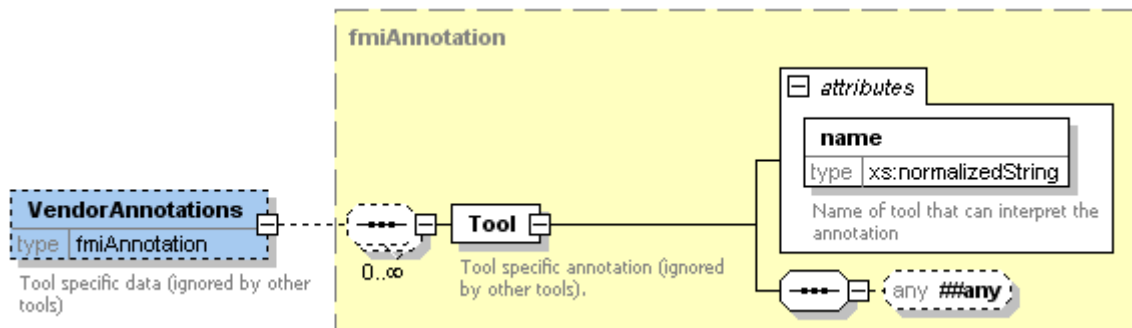 fmiAnnotation
attributes
name
type xs:normalizedString
Name of tool that can interpret the
annotation
VendorAnnotations
type fmiAnnotation
Tool specific data (ignored by other
tools)
0..∞
Tool
Tool specific annotation (ignored
by other tools).
any ##any